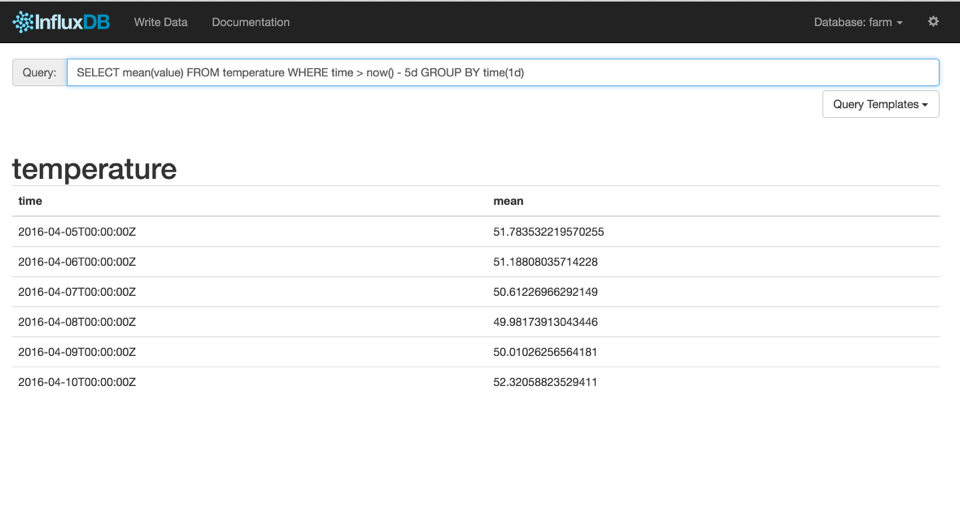 InfluxDB Write Data Documentation Database: farm
Query: SELECT mean(value) FROM temperature WHERE time > now() - 5d GROUP BY time(1d)
Query Templates
temperature
time mean
2016-04-05T00:00:00Z 51.783532219570255
2016-04-06T00:00:00Z 51.18808035714228
2016-04-07T00:00:00Z 50.61226966292149
2016-04-08T00:00:00Z 49.98173913043446
2016-04-09T00:00:00Z 50.01026256564181
2016-04-10T00:00:00Z 52.32058823529411